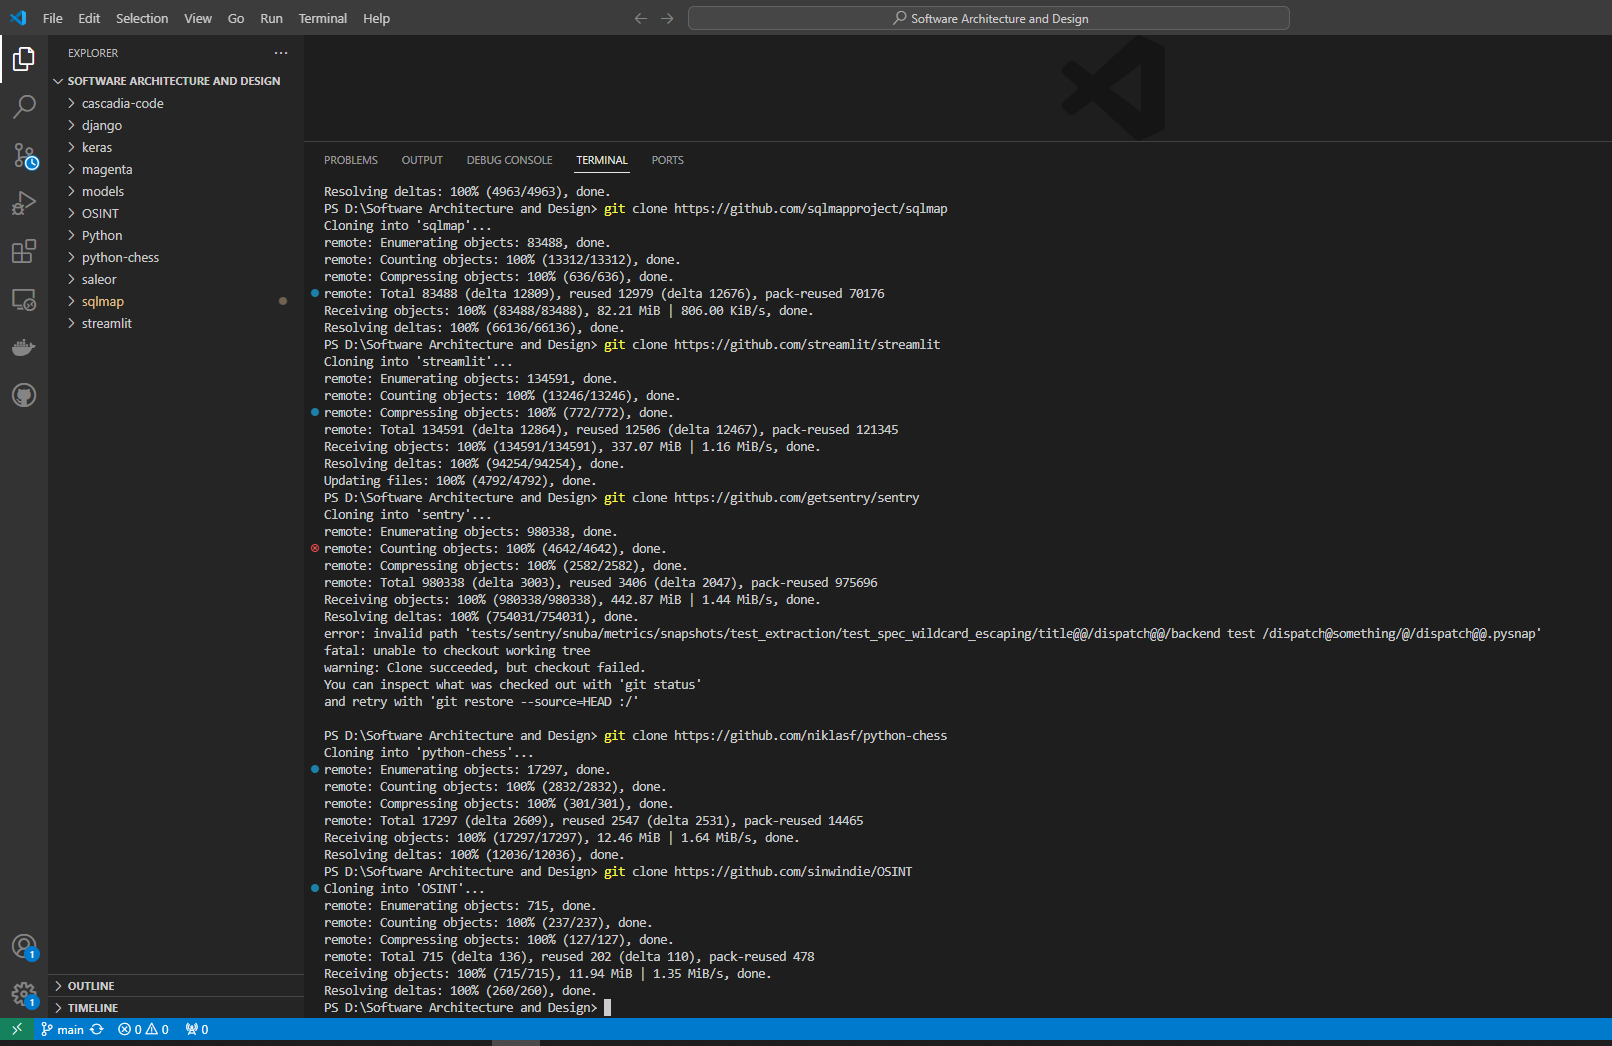 File Edit Selection View Go Run Terminal Help
Software Architecture and Design
EXPLORER
SOFTWARE ARCHITECTURE AND DESIGN
cascadia-code
django
keras
magenta
models
OSINT
Python
python-chess
saleor
sqlmap
streamlit
OUTLINE
TIMELINE
PROBLEMS OUTPUT DEBUG CONSOLE TERMINAL PORTS
Resolving deltas: 100% (4963/4963), done.
PS D:\Software Architecture and Design> git clone https://github.com/sqlmapproject/sqlmap
Cloning into 'sqlmap'...
remote: Enumerating objects: 83488, done.
remote: Counting objects: 100% (13312/13312), done.
remote: Compressing objects: 100% (636/636), done.
remote: Total 83488 (delta 12809), reused 12979 (delta 12676), pack-reused 70176
Receiving objects: 100% (83488/83488), 82.21 MiB | 806.00 KiB/s, done.
Resolving deltas: 100% (66136/66136), done.
PS D:\Software Architecture and Design> git clone https://github.com/streamlit/streamlit
Cloning into 'streamlit'...
remote: Enumerating objects: 134591, done.
remote: Counting objects: 100% (13246/13246), done.
remote: Compressing objects: 100% (772/772), done.
remote: Total 134591 (delta 12864), reused 12506 (delta 12467), pack-reused 121345
Receiving objects: 100% (134591/134591), 337.07 MiB | 1.16 MiB/s, done.
Resolving deltas: 100% (94254/94254), done.
Updating files: 100% (4792/4792), done.
PS D:\Software Architecture and Design> git clone https://github.com/getsentry/sentry
Cloning into 'sentry'...
remote: Enumerating objects: 980338, done.
remote: Counting objects: 100% (4642/4642), done.
remote: Compressing objects: 100% (2582/2582), done.
remote: Total 980338 (delta 3003), reused 3406 (delta 2047), pack-reused 975696
Receiving objects: 100% (980338/980338), 442.87 MiB | 1.44 MiB/s, done.
Resolving deltas: 100% (754031/754031), done.
error: invalid path 'tests/sentry/snuba/metrics/snapshots/test_extraction/test_spec_wildcard_escaping/title@@/dispatch@@/backend test /dispatch@something/@/dispatch@@.pysnap'
fatal: unable to checkout working tree
warning: Clone succeeded, but checkout failed.
You can inspect what was checked out with 'git status'
and retry with 'git restore --source=HEAD :/'
PS D:\Software Architecture and Design> git clone https://github.com/niklasf/python-chess
Cloning into 'python-chess'...
remote: Enumerating objects: 17297, done.
remote: Counting objects: 100% (2832/2832), done.
remote: Compressing objects: 100% (301/301), done.
remote: Total 17297 (delta 2609), reused 2547 (delta 2531), pack-reused 14465
Receiving objects: 100% (17297/17297), 12.46 MiB | 1.64 MiB/s, done.
Resolving deltas: 100% (12036/12036), done.
PS D:\Software Architecture and Design> git clone https://github.com/sinwindie/OSINT
Cloning into 'OSINT'...
remote: Enumerating objects: 715, done.
remote: Counting objects: 100% (237/237), done.
remote: Compressing objects: 100% (127/127), done.
remote: Total 715 (delta 136), reused 202 (delta 110), pack-reused 478
Receiving objects: 100% (715/715), 11.94 MiB | 1.35 MiB/s, done.
Resolving deltas: 100% (260/260), done.
PS D:\Software Architecture and Design>
1
1
main 0 0 0